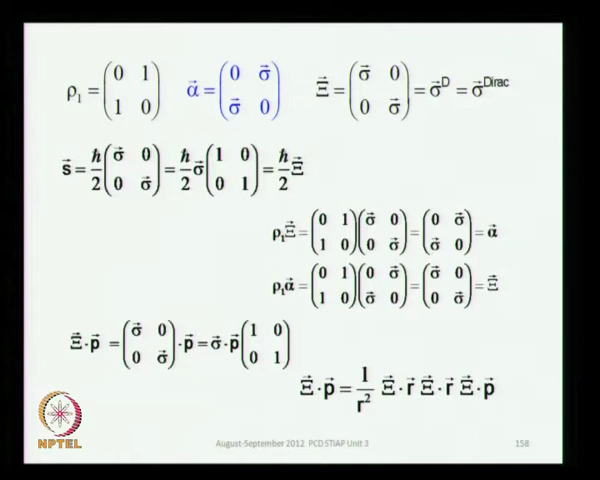 ρ₁ = (0 1; 1 0)  α⃗ = (0 σ⃗; σ⃗ 0)  Ξ⃗ = (σ⃗ 0; 0 σ⃗) = σ⃗ᴰ = σ⃗ᴰⁱʳᵃᶜ
s⃗ = ℏ/2 (σ⃗ 0; 0 σ⃗) = ℏ/2 σ⃗ (1 0; 0 1) = ℏ/2 Ξ⃗
ρ₁Ξ⃗ = (0 1; 1 0)(σ⃗ 0; 0 σ⃗) = (0 σ⃗; σ⃗ 0) = α⃗
ρ₁α⃗ = (0 1; 1 0)(0 σ⃗; σ⃗ 0) = (σ⃗ 0; 0 σ⃗) = Ξ⃗
Ξ⃗·p⃗ = (σ⃗ 0; 0 σ⃗)·p⃗ = σ⃗·p⃗ (1 0; 0 1)
Ξ⃗·p⃗ = 1/r² Ξ⃗·r⃗ Ξ⃗·r⃗ Ξ⃗·p⃗
NPTEL
August-September 2012 PCD STIAP Unit 3
158